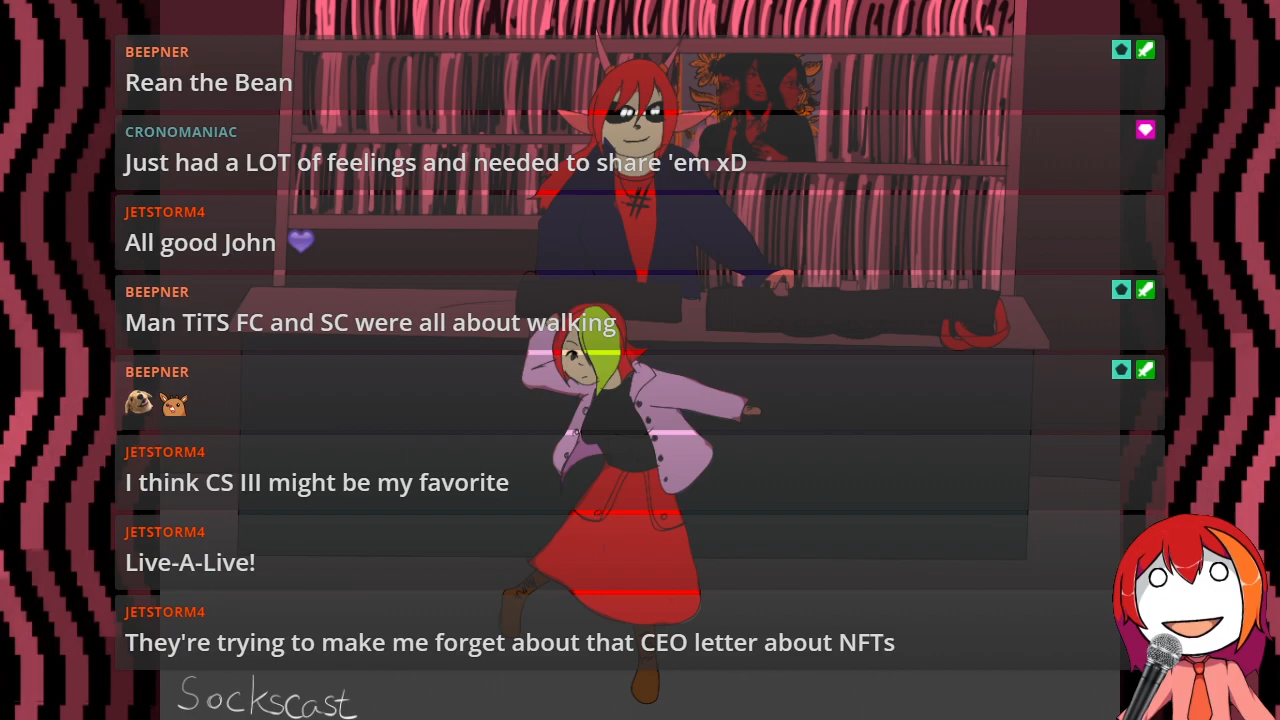 BEEPNER
Rean the Bean
CRONOMANIAC
Just had a LOT of feelings and needed to share 'em xD
JETSTORM4
All good John 💜
BEEPNER
Man TiTS FC and SC were all about walking
BEEPNER
JETSTORM4
I think CS III might be my favorite
JETSTORM4
Live-A-Live!
JETSTORM4
They're trying to make me forget about that CEO letter about NFTs
Sockscast